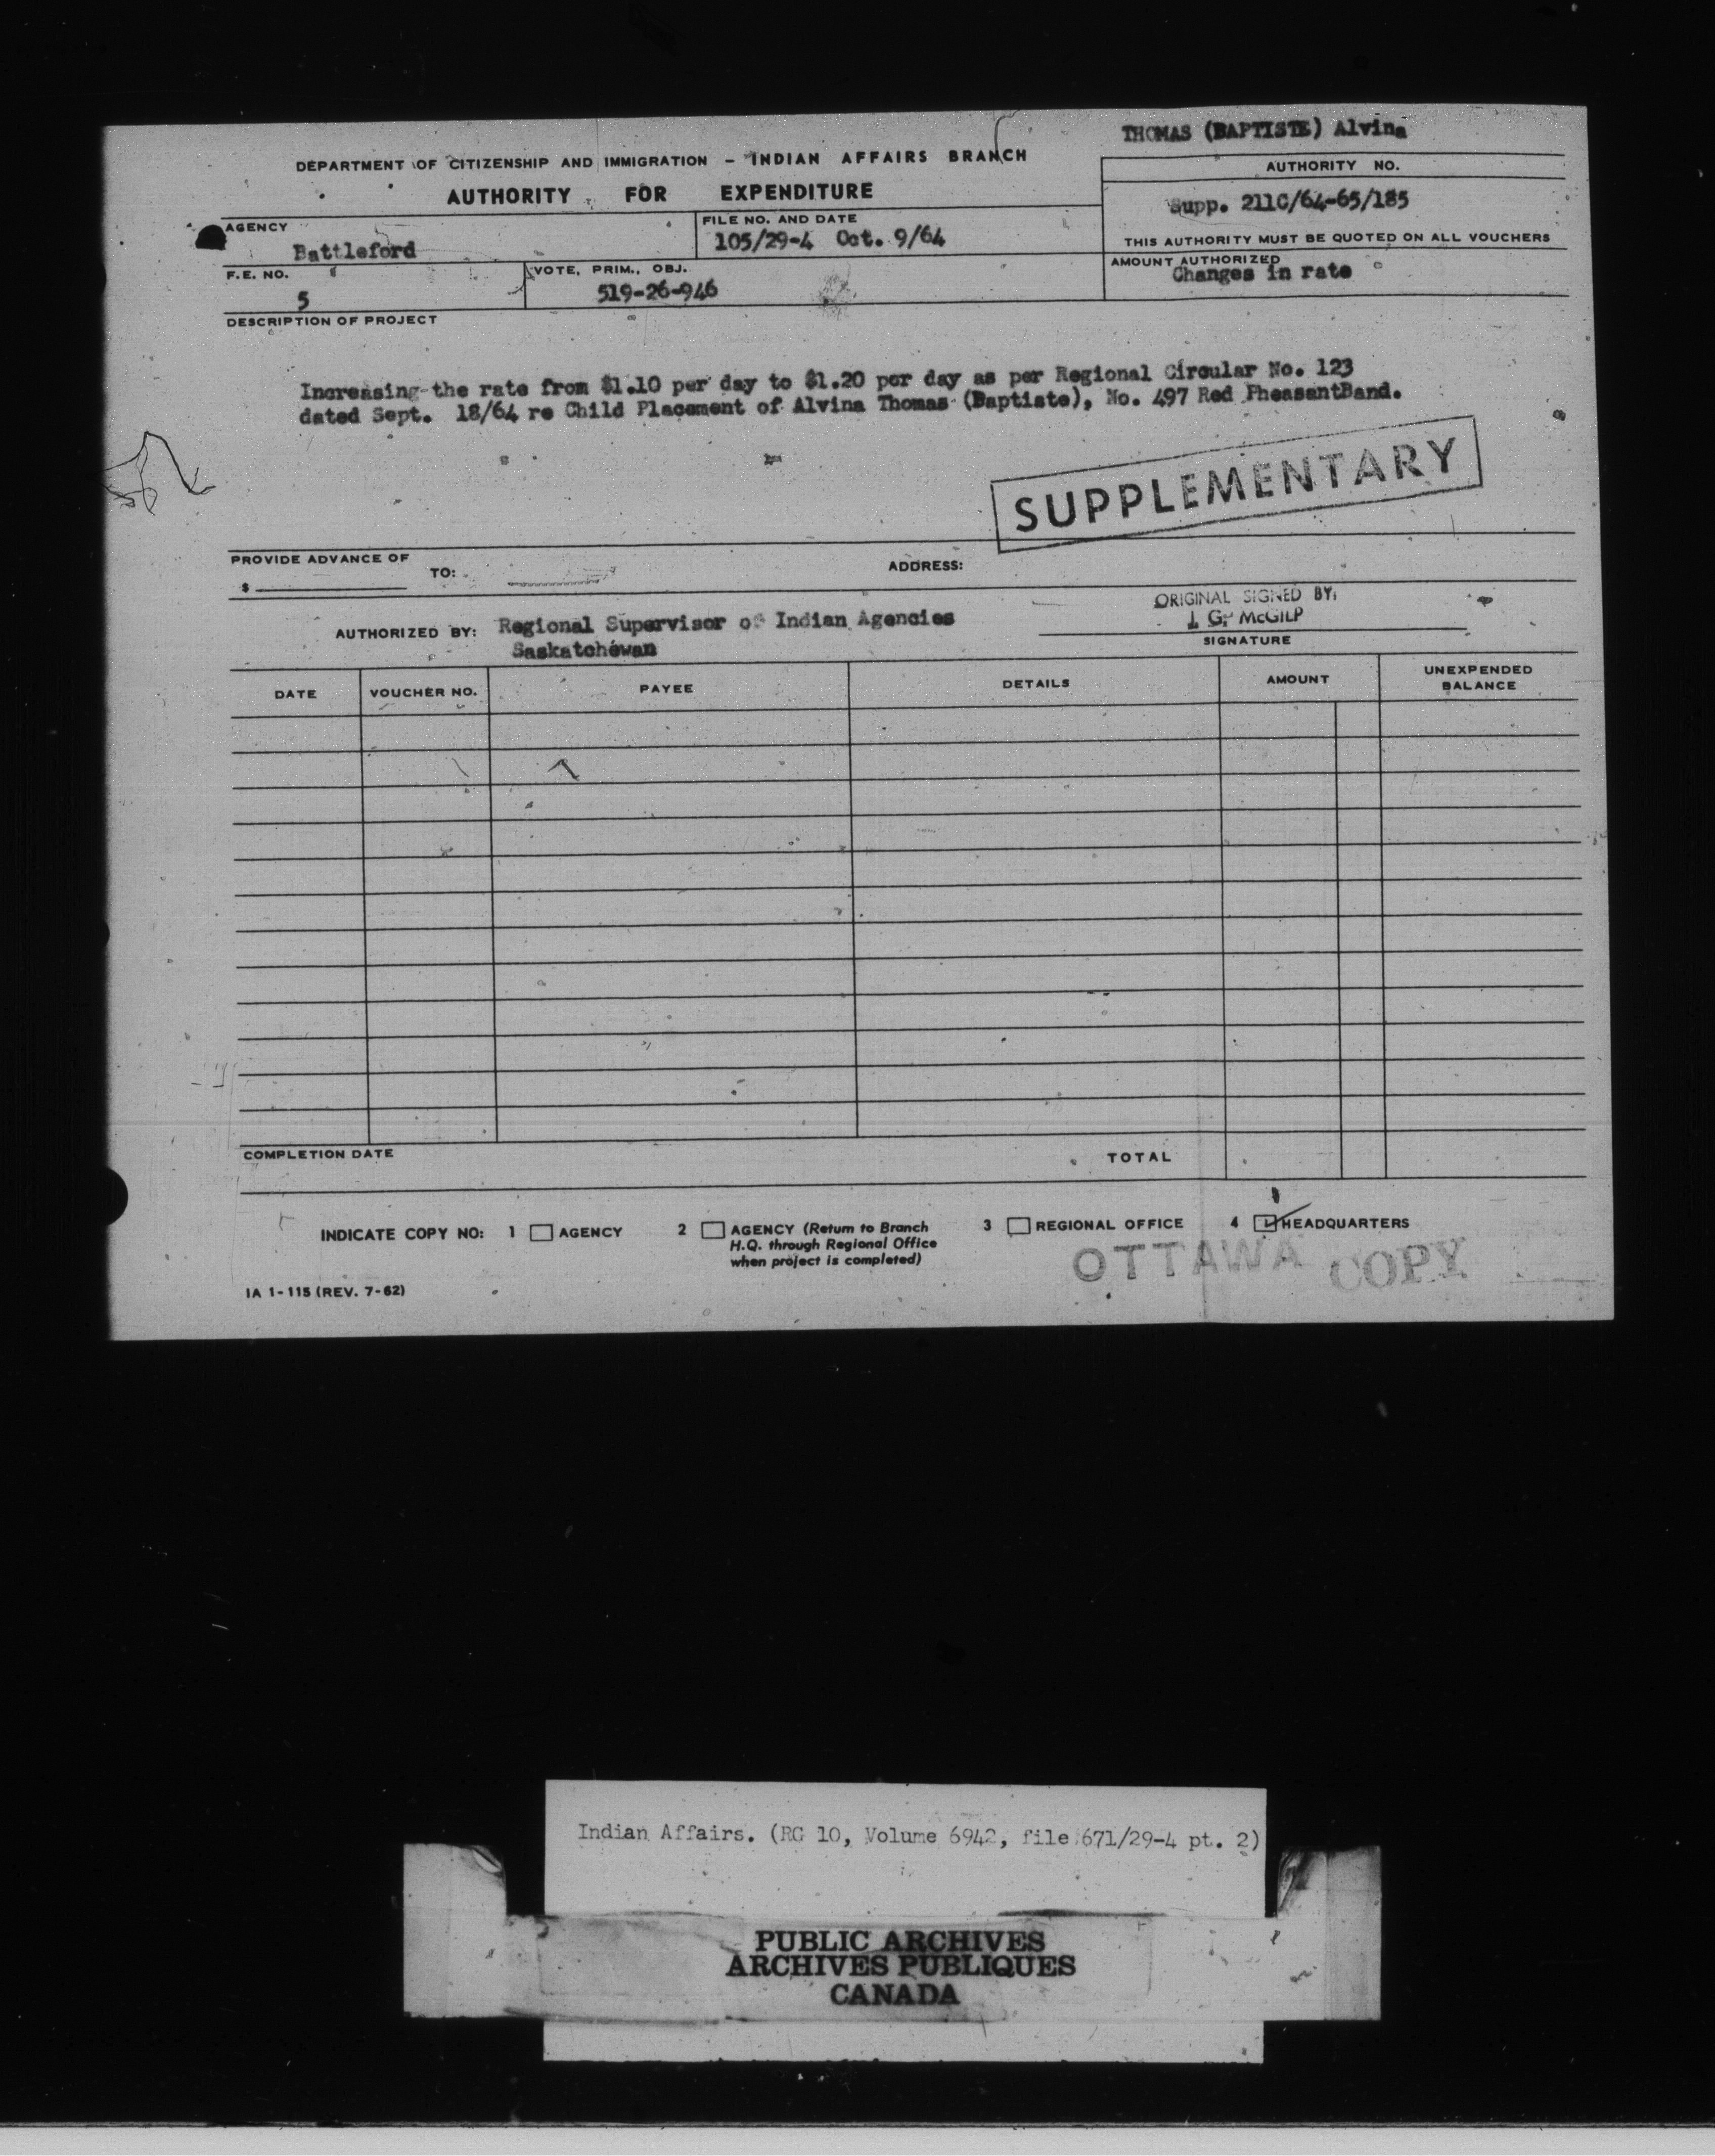 THOMAS (BAPTISTE) Alvina
DEPARTMENT OF CITIZENSHIP AND IMMIGRATION – INDIAN AFFAIRS BRANCH
AUTHORITY FOR EXPENDITURE
AUTHORITY NO.
Supp. 211C/64-65/185
THIS AUTHORITY MUST BE QUOTED ON ALL VOUCHERS
AGENCY
Battleford
FILE NO. AND DATE
105/29-4 Oct. 9/64
AMOUNT AUTHORIZED
Changes in rate
F.E. NO.
5
VOTE, PRIM., OBJ.
519-26-946
DESCRIPTION OF PROJECT
Increasing the rate from $1.10 per day to $1.20 per day as per Regional Circular No. 123
dated Sept. 18/64 re Child Placement of Alvina Thomas (Baptiste), No. 497 Red PheasantBand.
SUPPLEMENTARY
PROVIDE ADVANCE OF
$ TO: ADDRESS:
ORIGINAL SIGNED BY:
J. G. McGILP
AUTHORIZED BY: Regional Supervisor of Indian Agencies
Saskatchewan
SIGNATURE
DATE VOUCHER NO. PAYEE DETAILS AMOUNT UNEXPENDED BALANCE
COMPLETION DATE TOTAL
INDICATE COPY NO: 1 AGENCY 2 AGENCY (Return to Branch 3 REGIONAL OFFICE 4 HEADQUARTERS
H.Q. through Regional Office
when project is completed)
OTTAWA COPY
IA 1-115 (REV. 7-62)
Indian Affairs. (RG 10, Volume 6942, file 671/29-4 pt. 2)
PUBLIC ARCHIVES
ARCHIVES PUBLIQUES
CANADA